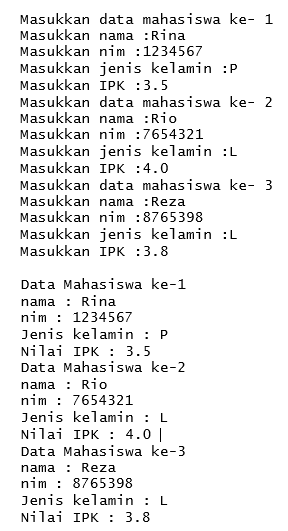 Masukkan data mahasiswa ke- 1
Masukkan nama :Rina
Masukkan nim :1234567
Masukkan jenis kelamin :P
Masukkan IPK :3.5
Masukkan data mahasiswa ke- 2
Masukkan nama :Rio
Masukkan nim :7654321
Masukkan jenis kelamin :L
Masukkan IPK :4.0
Masukkan data mahasiswa ke- 3
Masukkan nama :Reza
Masukkan nim :8765398
Masukkan jenis kelamin :L
Masukkan IPK :3.8

Data Mahasiswa ke-1
nama : Rina
nim : 1234567
Jenis kelamin : P
Nilai IPK : 3.5
Data Mahasiswa ke-2
nama : Rio
nim : 7654321
Jenis kelamin : L
Nilai IPK : 4.0
Data Mahasiswa ke-3
nama : Reza
nim : 8765398
Jenis kelamin : L
Nilai IPK : 3.8